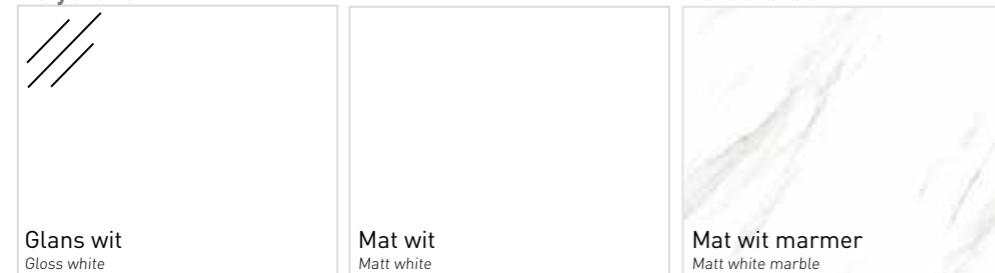 Glans wit
Gloss white
Mat wit
Matt white
Mat wit marmer
Matt white marble